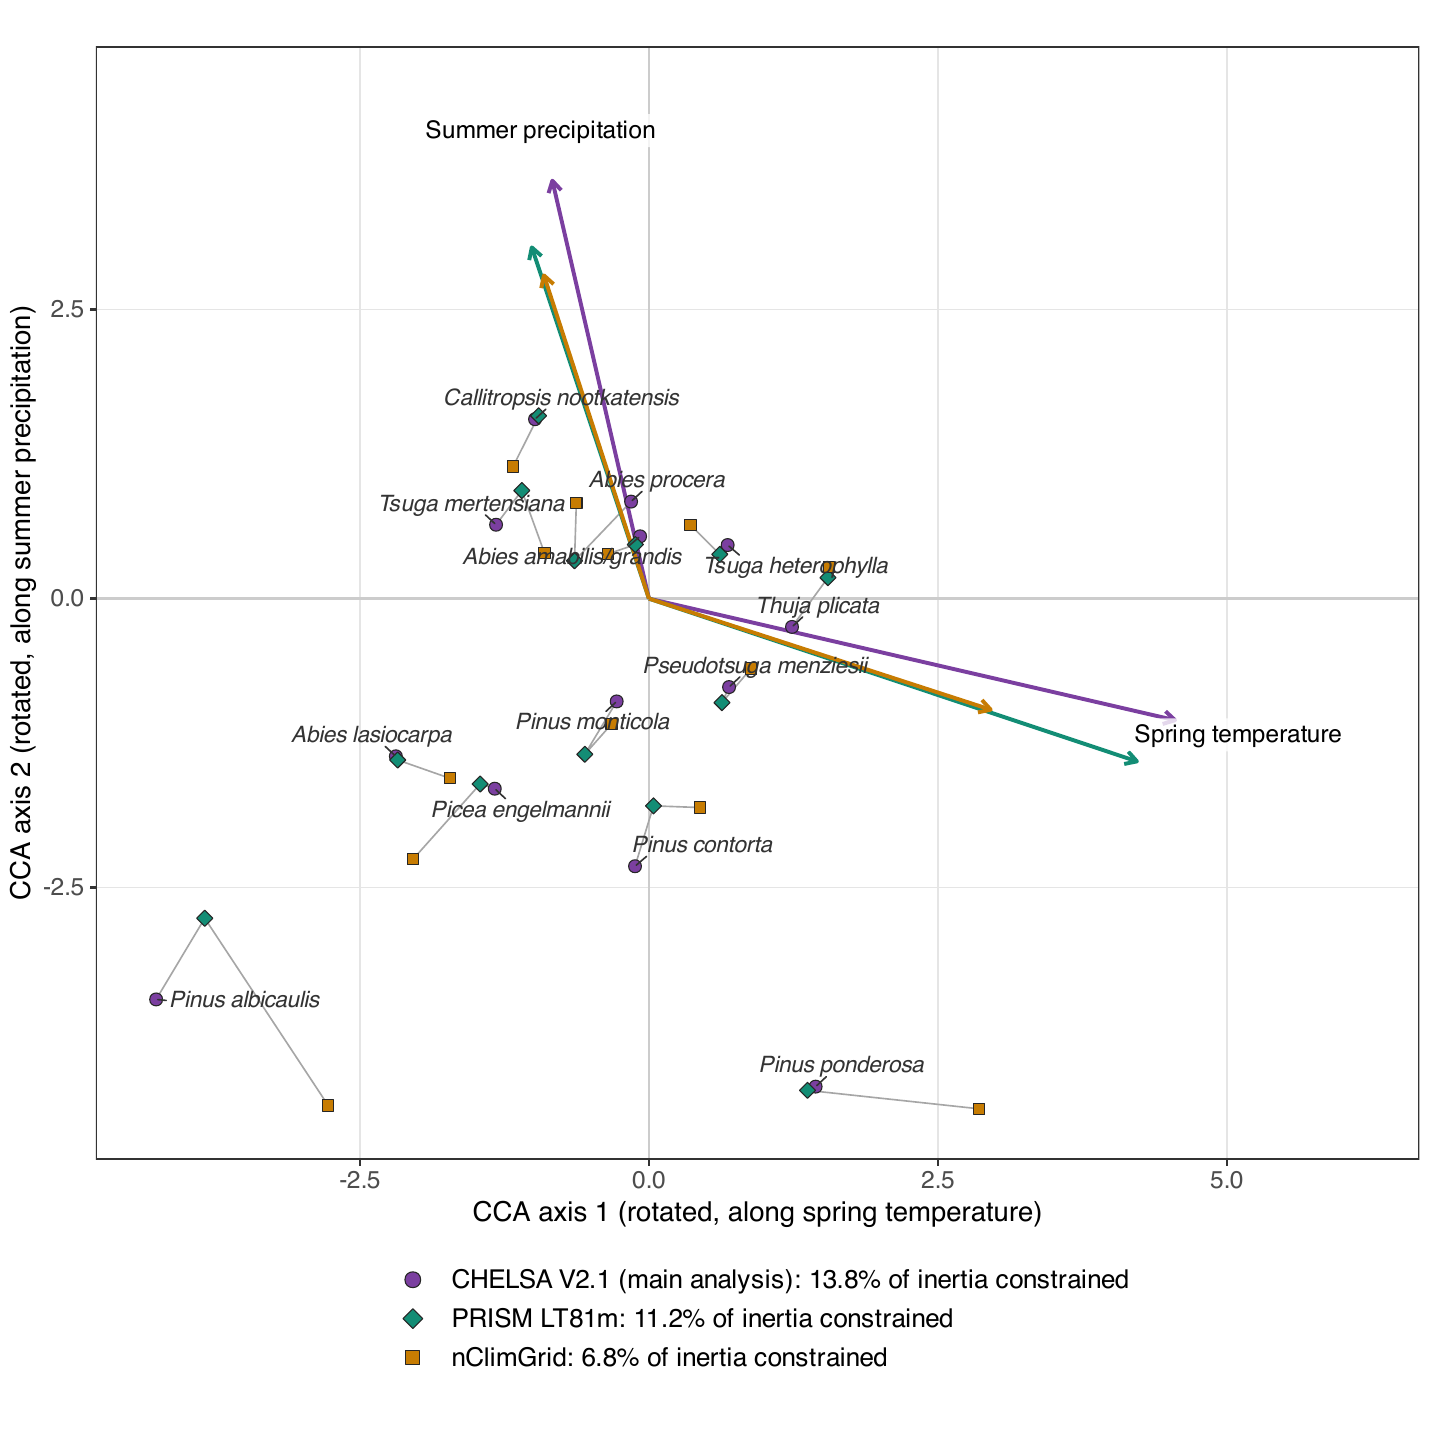 Summer precipitation
2.5
Callitropsis nootkatensis
Abies procera
Tsuga mertensiana
Abies amabilis/grandis
Tsuga heterophylla
0.0
Thuja plicata
Pseudotsuga menziesii
Pinus monticola
Abies lasiocarpa
Spring temperature
Picea engelmannii
Pinus contorta
-2.5
Pinus albicaulis
Pinus ponderosa
CCA axis 2 (rotated, along summer precipitation)
-2.5 0.0 2.5 5.0
CCA axis 1 (rotated, along spring temperature)
CHELSA V2.1 (main analysis): 13.8% of inertia constrained
PRISM LT81m: 11.2% of inertia constrained
nClimGrid: 6.8% of inertia constrained